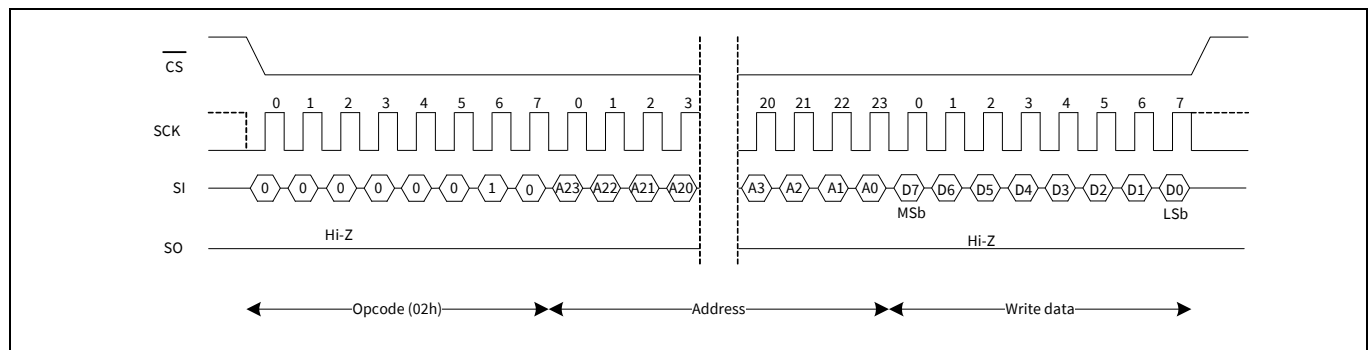 CS
0 1 2 3 4 5 6 7 0 1 2 3 20 21 22 23 0 1 2 3 4 5 6 7
SCK
SI 0 0 0 0 0 0 1 0 A23 A22 A21 A20 A3 A2 A1 A0 D7 D6 D5 D4 D3 D2 D1 D0
MSb LSb
Hi-Z Hi-Z
SO
Opcode (02h) Address Write data